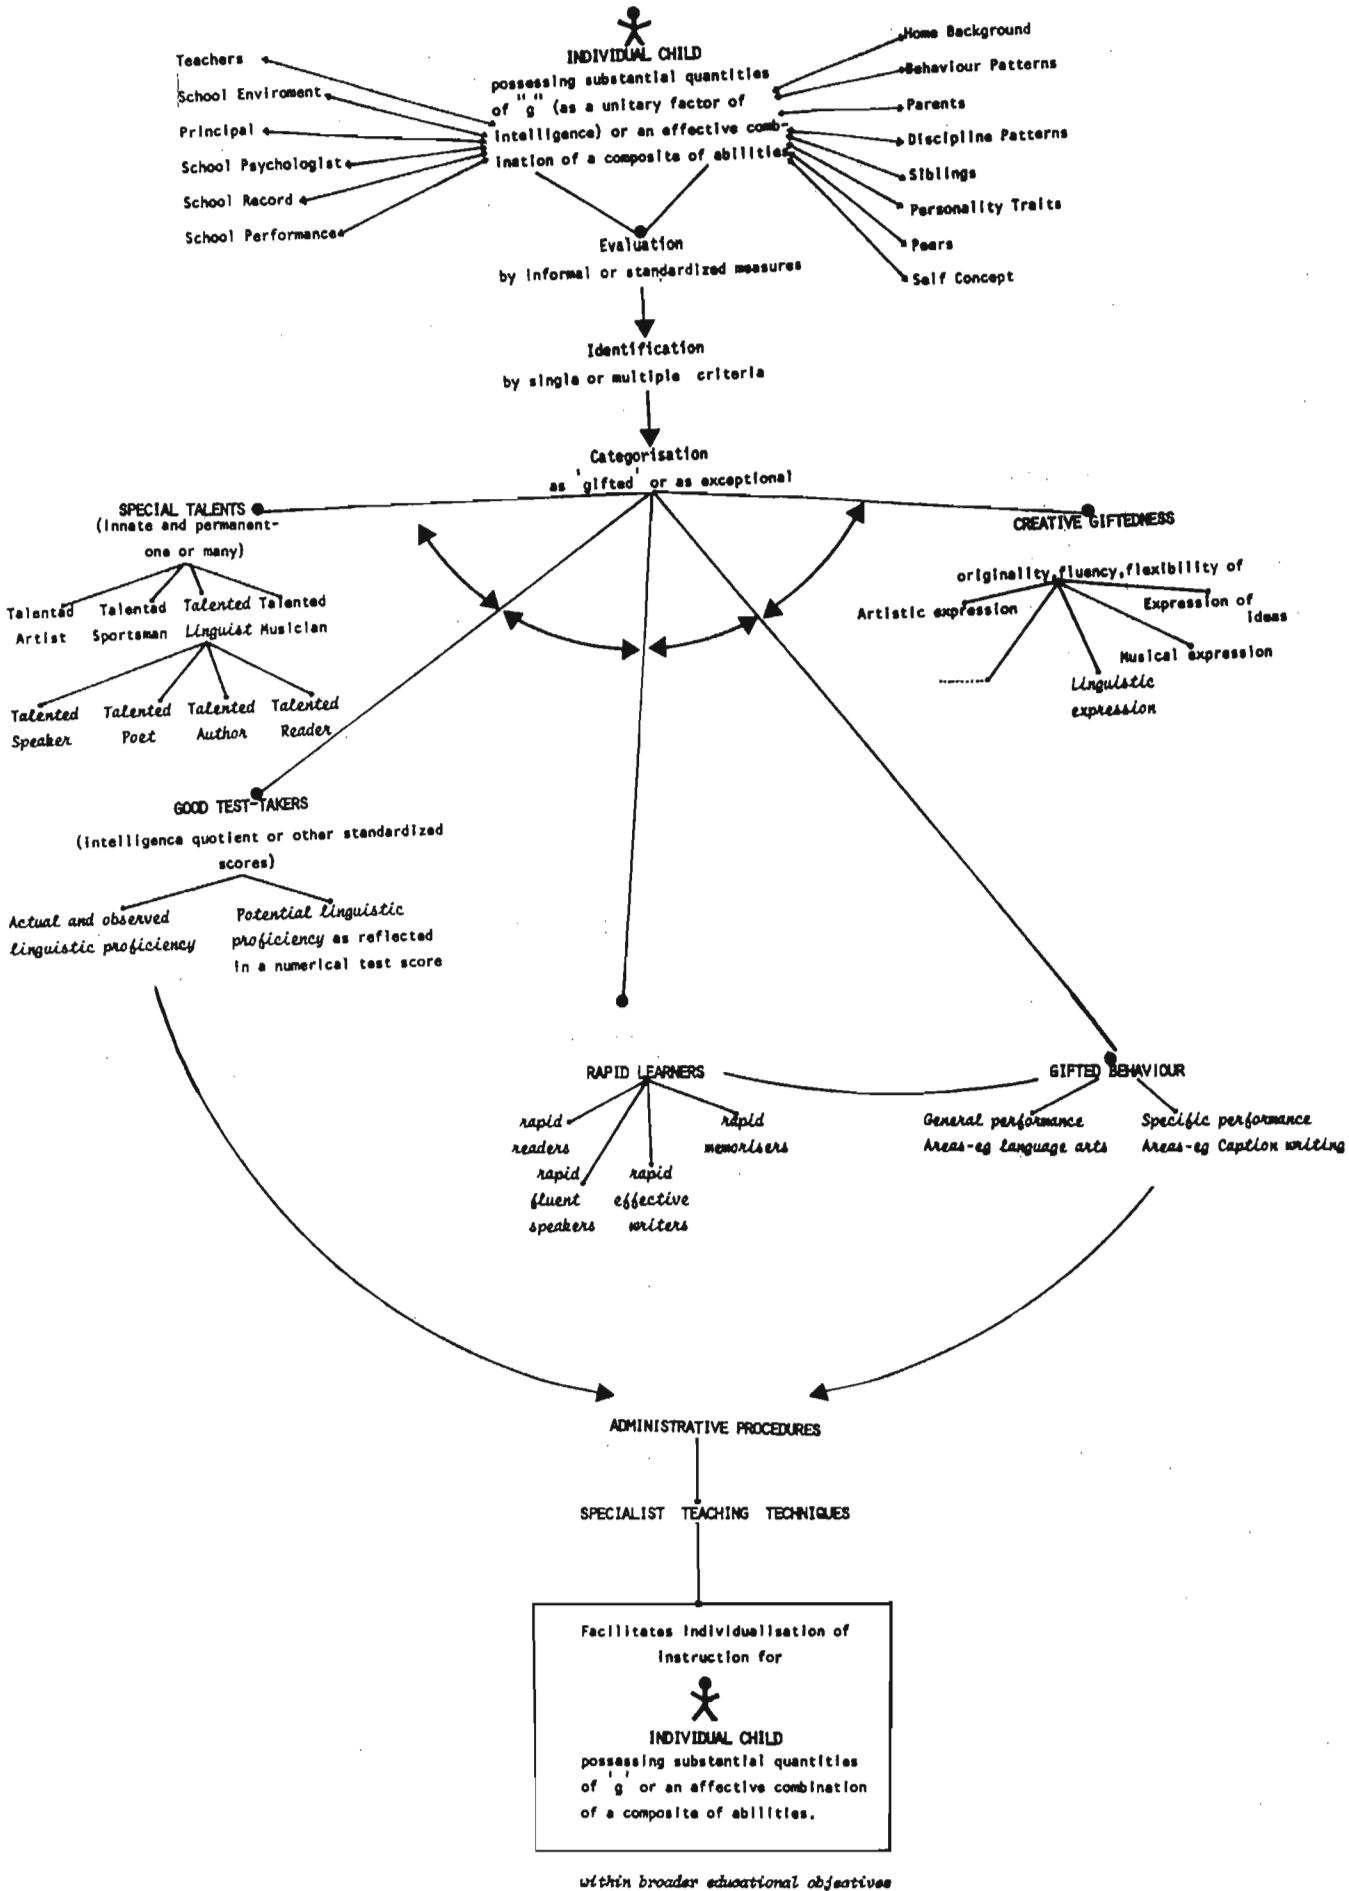 INDIVIDUAL CHILD
possessing substantial quantities
of "g" (as a unitary factor of
intelligence) or an effective comb-
ination of a composite of abilities
Teachers
School Enviroment
Principal
School Psychologist
School Record
School Performance
Home Background
Behaviour Patterns
Parents
Discipline Patterns
Siblings
Personality Traits
Peers
Self Concept
Evaluation
by informal or standardized measures
Identification
by single or multiple criteria
Categorisation
as 'gifted' or as exceptional
SPECIAL TALENTS
(innate and permanent-
one or many)
Talented
Artist
Talented
Sportsman
Talented
Linguist
Talented
Musician
Talented
Speaker
Talented
Poet
Talented
Author
Talented
Reader
CREATIVE GIFTEDNESS
originality,fluency,flexibility of
Artistic expression
Expression of
ideas
Musical expression
Linguistic
expression
..........
GOOD TEST-TAKERS
(intelligence quotient or other standardized
scores)
Actual and observed
linguistic proficiency
Potential linguistic
proficiency as reflected
in a numerical test score
RAPID LEARNERS
rapid
readers
rapid
fluent
speakers
rapid
effective
writers
rapid
memorisers
GIFTED BEHAVIOUR
General performance
Areas-eg language arts
Specific performance
Areas-eg Caption writing
ADMINISTRATIVE PROCEDURES
SPECIALIST TEACHING TECHNIQUES
Facilitates individualisation of
instruction for
INDIVIDUAL CHILD
possessing substantial quantities
of 'g' or an effective combination
of a composite of abilities.
within broader educational objectives